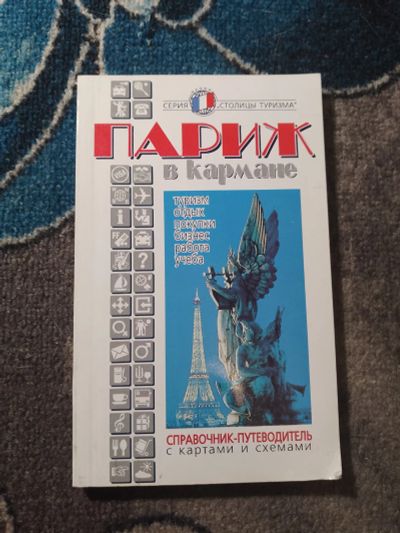 СЕРИЯ "СТОЛИЦЫ ТУРИЗМА"
ПАРИЖ
в кармане
туризм
отдых
покупки
бизнес
работа
учеба
СПРАВОЧНИК-ПУТЕВОДИТЕЛЬ
с картами и схемами